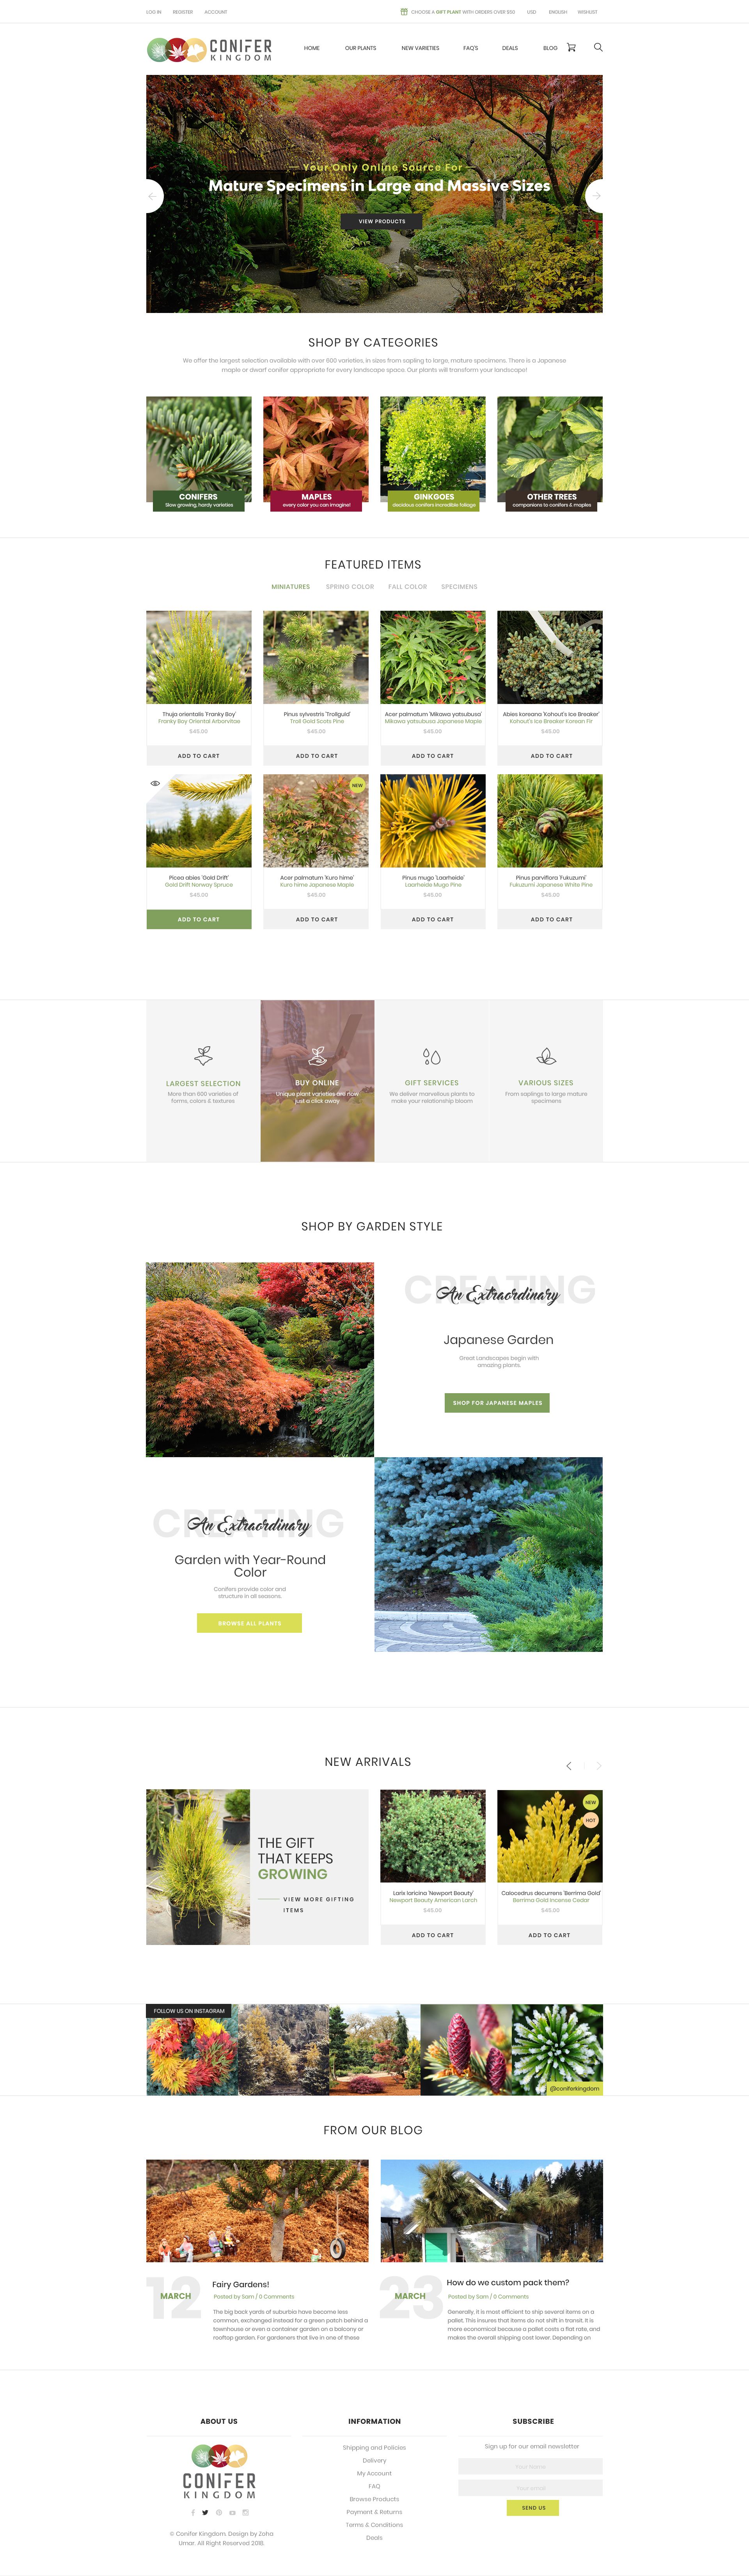 LOG IN REGISTER ACCOUNT
CHOOSE A GIFT PLANT WITH ORDERS OVER $120 USD ENGLISH WISHLIST
CONIFER
KINGDOM
HOME OUR PLANTS NEW VARIETIES FAQ'S DEALS BLOG
Your Only Online Source For
Mature Specimens in Large and Massive Sizes
VIEW PRODUCTS
SHOP BY CATEGORIES
We offer the largest selection available with over 600 varieties, in sizes from sapling to large, mature specimens. There is a Japanese
maple or dwarf conifer appropriate for every landscape space. Our plants will transform your landscape!
CONIFERS
Slow growing, hardy varieties
MAPLES
every color you can imagine!
GINKGOES
decidous conifers incredible foliage
OTHER TREES
companions to conifers & maples
FEATURED ITEMS
MINIATURES SPRING COLOR FALL COLOR SPECIMENS
Thuja orientalis 'Franky Boy'
Franky Boy Oriental Arborvitae
$45.00
ADD TO CART
Pinus sylvestris 'Trollguld'
Troll Gold Scots Pine
$45.00
ADD TO CART
Acer palmatum 'Mikawa yatsubusa'
Mikawa yatsubusa Japanese Maple
$45.00
ADD TO CART
Abies koreana 'Kohout's Ice Breaker'
Kohout's Ice Breaker Korean Fir
$45.00
ADD TO CART
Picea abies 'Gold Drift'
Gold Drift Norway Spruce
$45.00
ADD TO CART
NEW
Acer palmatum 'Kuro hime'
Kuro hime Japanese Maple
$45.00
ADD TO CART
Pinus mugo 'Laarheide'
Laarheide Mugo Pine
$45.00
ADD TO CART
Pinus parviflora 'Fukuzumi'
Fukuzumi Japanese White Pine
$45.00
ADD TO CART
LARGEST SELECTION
More than 600 varieties of
forms, colors & textures
BUY ONLINE
Unique plant varieties are now
just a click away
GIFT SERVICES
We deliver marvellous plants to
make your relationship bloom
VARIOUS SIZES
From saplings to large mature
specimens
SHOP BY GARDEN STYLE
CREATING
An Extraordinary
Japanese Garden
Great Landscapes begin with
amazing plants.
SHOP FOR JAPANESE MAPLES
CREATING
An Extraordinary
Garden with Year-Round
Color
Conifers provide color and
structure in all seasons.
BROWSE ALL PLANTS
NEW ARRIVALS
THE GIFT
THAT KEEPS
GROWING
VIEW MORE GIFTING
ITEMS
Larix laricina 'Newport Beauty'
Newport Beauty American Larch
$45.00
ADD TO CART
NEW
HOT
Calocedrus decurrens 'Berrima Gold'
Berrima Gold Incense Cedar
$45.00
ADD TO CART
FOLLOW US ON INSTAGRAM
@coniferkingdom
FROM OUR BLOG
12
MARCH
Fairy Gardens!
Posted by Sam / 0 Comments
The big back yards of suburbia have become less
common, exchanged instead for a green patch behind a
townhouse or even a container garden on a balcony or
rooftop garden. For gardeners that live in one of these
23
MARCH
How do we custom pack them?
Posted by Sam / 0 Comments
Generally, it is most efficient to ship several items on a
pallet. This insures that items do not shift in transit. It is
more economical because a pallet costs a flat rate, and
makes the overall shipping cost lower. Depending on
ABOUT US
CONIFER
KINGDOM
© Conifer Kingdom. Design by Zoha
Umar. All Right Reserved 2018.
INFORMATION
Shipping and Policies
Delivery
My Account
FAQ
Browse Products
Payment & Returns
Terms & Conditions
Deals
SUBSCRIBE
Sign up for our email newsletter
Your Name
Your email
SEND US